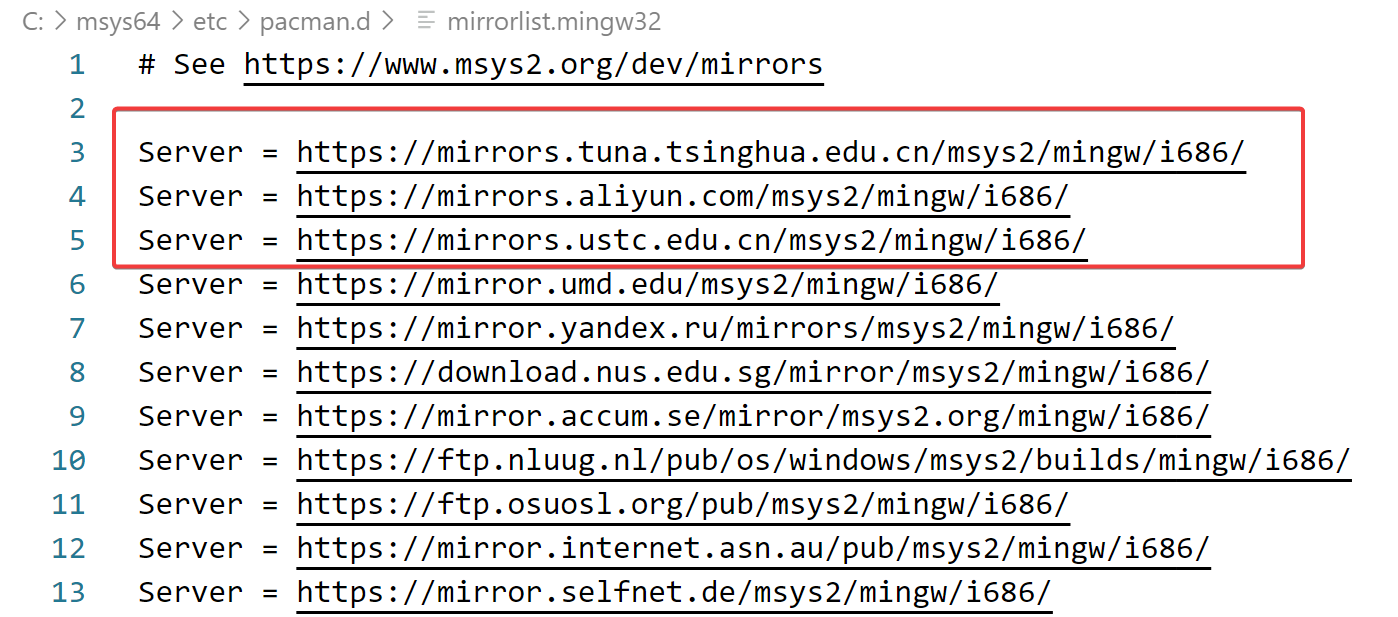 C: > msys64 > etc > pacman.d > mirrorlist.mingw32
1 # See https://www.msys2.org/dev/mirrors
2
3 Server = https://mirrors.tuna.tsinghua.edu.cn/msys2/mingw/i686/
4 Server = https://mirrors.aliyun.com/msys2/mingw/i686/
5 Server = https://mirrors.ustc.edu.cn/msys2/mingw/i686/
6 Server = https://mirror.umd.edu/msys2/mingw/i686/
7 Server = https://mirror.yandex.ru/mirrors/msys2/mingw/i686/
8 Server = https://download.nus.edu.sg/mirror/msys2/mingw/i686/
9 Server = https://mirror.accum.se/mirror/msys2.org/mingw/i686/
10 Server = https://ftp.nluug.nl/pub/os/windows/msys2/builds/mingw/i686/
11 Server = https://ftp.osuosl.org/pub/msys2/mingw/i686/
12 Server = https://mirror.internet.asn.au/pub/msys2/mingw/i686/
13 Server = https://mirror.selfnet.de/msys2/mingw/i686/